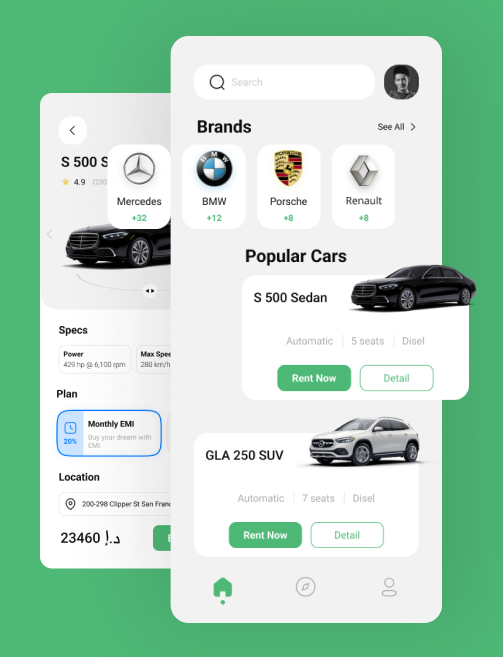 Search
Brands
See All
Mercedes
+32
BMW
+12
Porsche
+8
Renault
+8
Popular Cars
S 500 Sedan
Automatic
5 seats
Disel
Rent Now
Detail
GLA 250 SUV
Automatic
7 seats
Disel
Rent Now
Detail
S 500 S
4.9
(230
Specs
Power
429 hp @ 6,100 rpm
Max Spee
280 km/h
Plan
20%
Monthly EMI
Buy your dream with
EMI.
Location
200-298 Clipper St San Franc
23460 د.إ